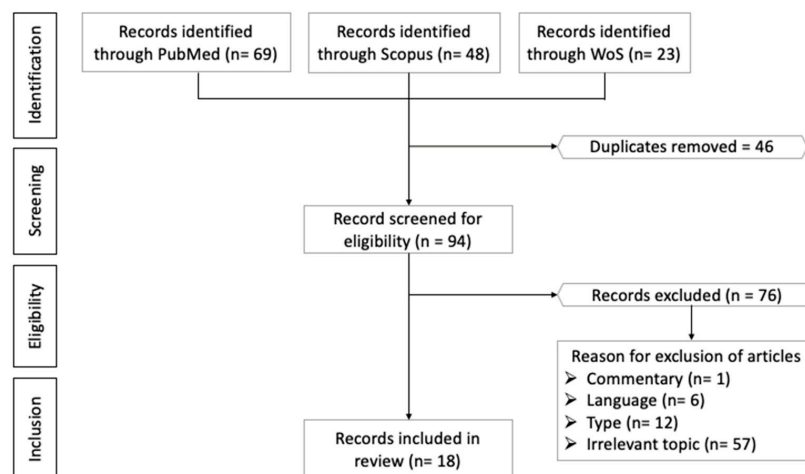 Identification
Records identified
through PubMed (n= 69)
Records identified
through Scopus (n= 48)
Records identified
through WoS (n= 23)
Duplicates removed = 46
Screening
Record screened for
eligibility (n = 94)
Eligibility
Records excluded (n = 76)
Reason for exclusion of articles
➢ Commentary (n= 1)
➢ Language (n= 6)
➢ Type (n= 12)
➢ Irrelevant topic (n= 57)
Inclusion
Records included in
review (n= 18)